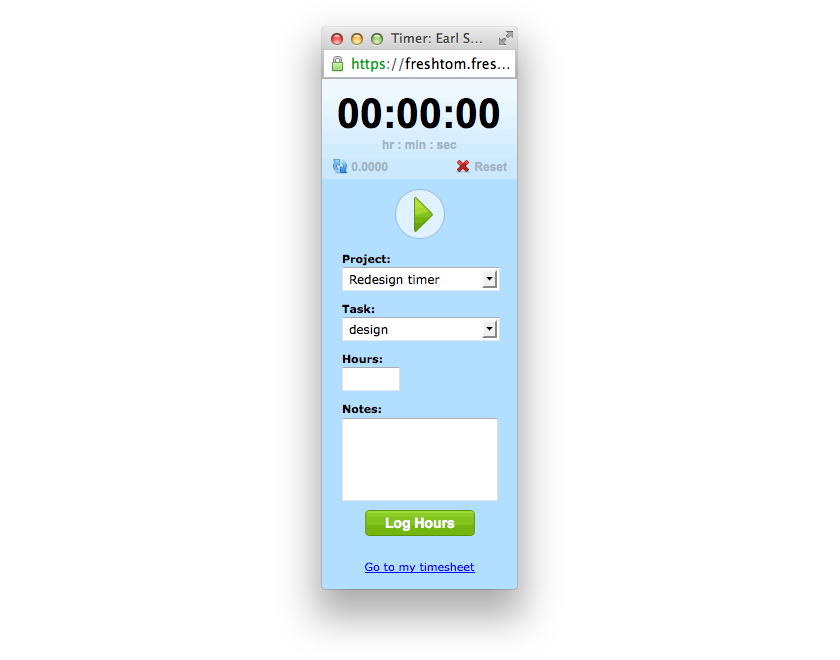 Timer: Earl S...
https://freshtom.fres...
00:00:00
hr : min : sec
0.0000 Reset
Project:
Redesign timer
Task:
design
Hours:
Notes:
Log Hours
Go to my timesheet